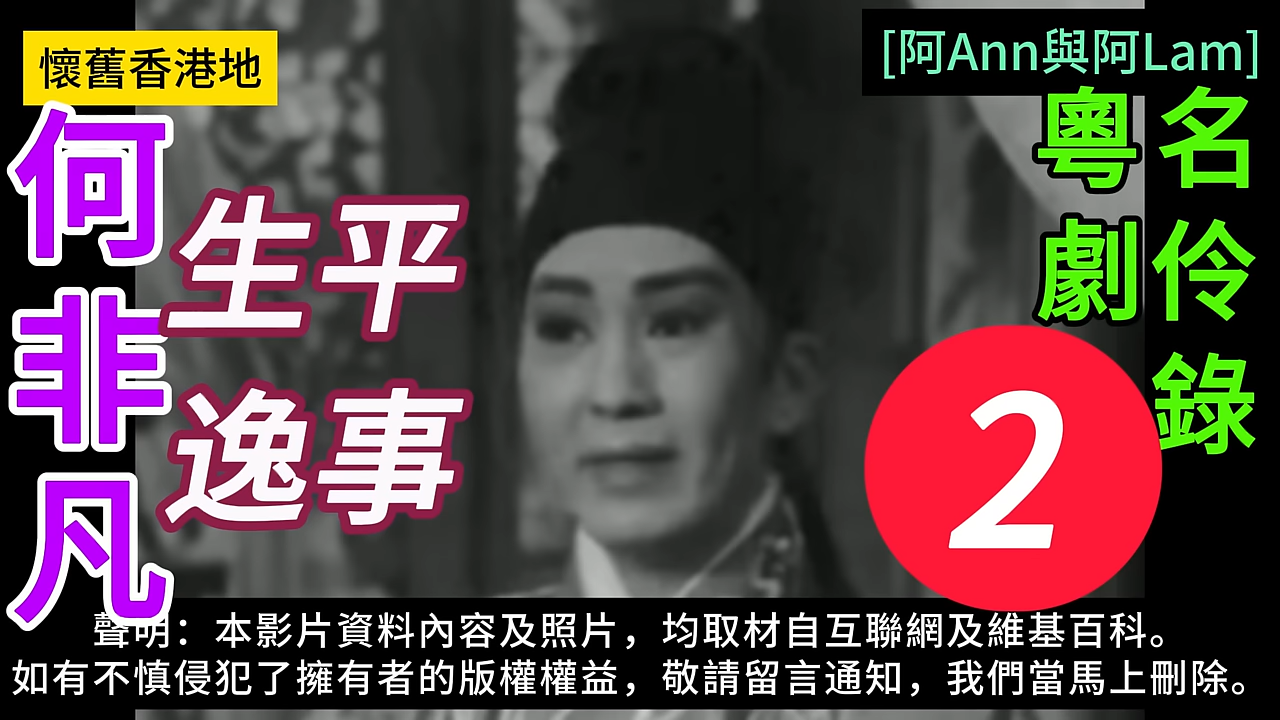 懷舊香港地
[阿Ann與阿Lam]
何非凡
生平
逸事
粵劇
名伶錄
2
聲明：本影片資料內容及照片，均取材自互聯網及維基百科。
如有不慎侵犯了擁有者的版權權益，敬請留言通知，我們當馬上刪除。